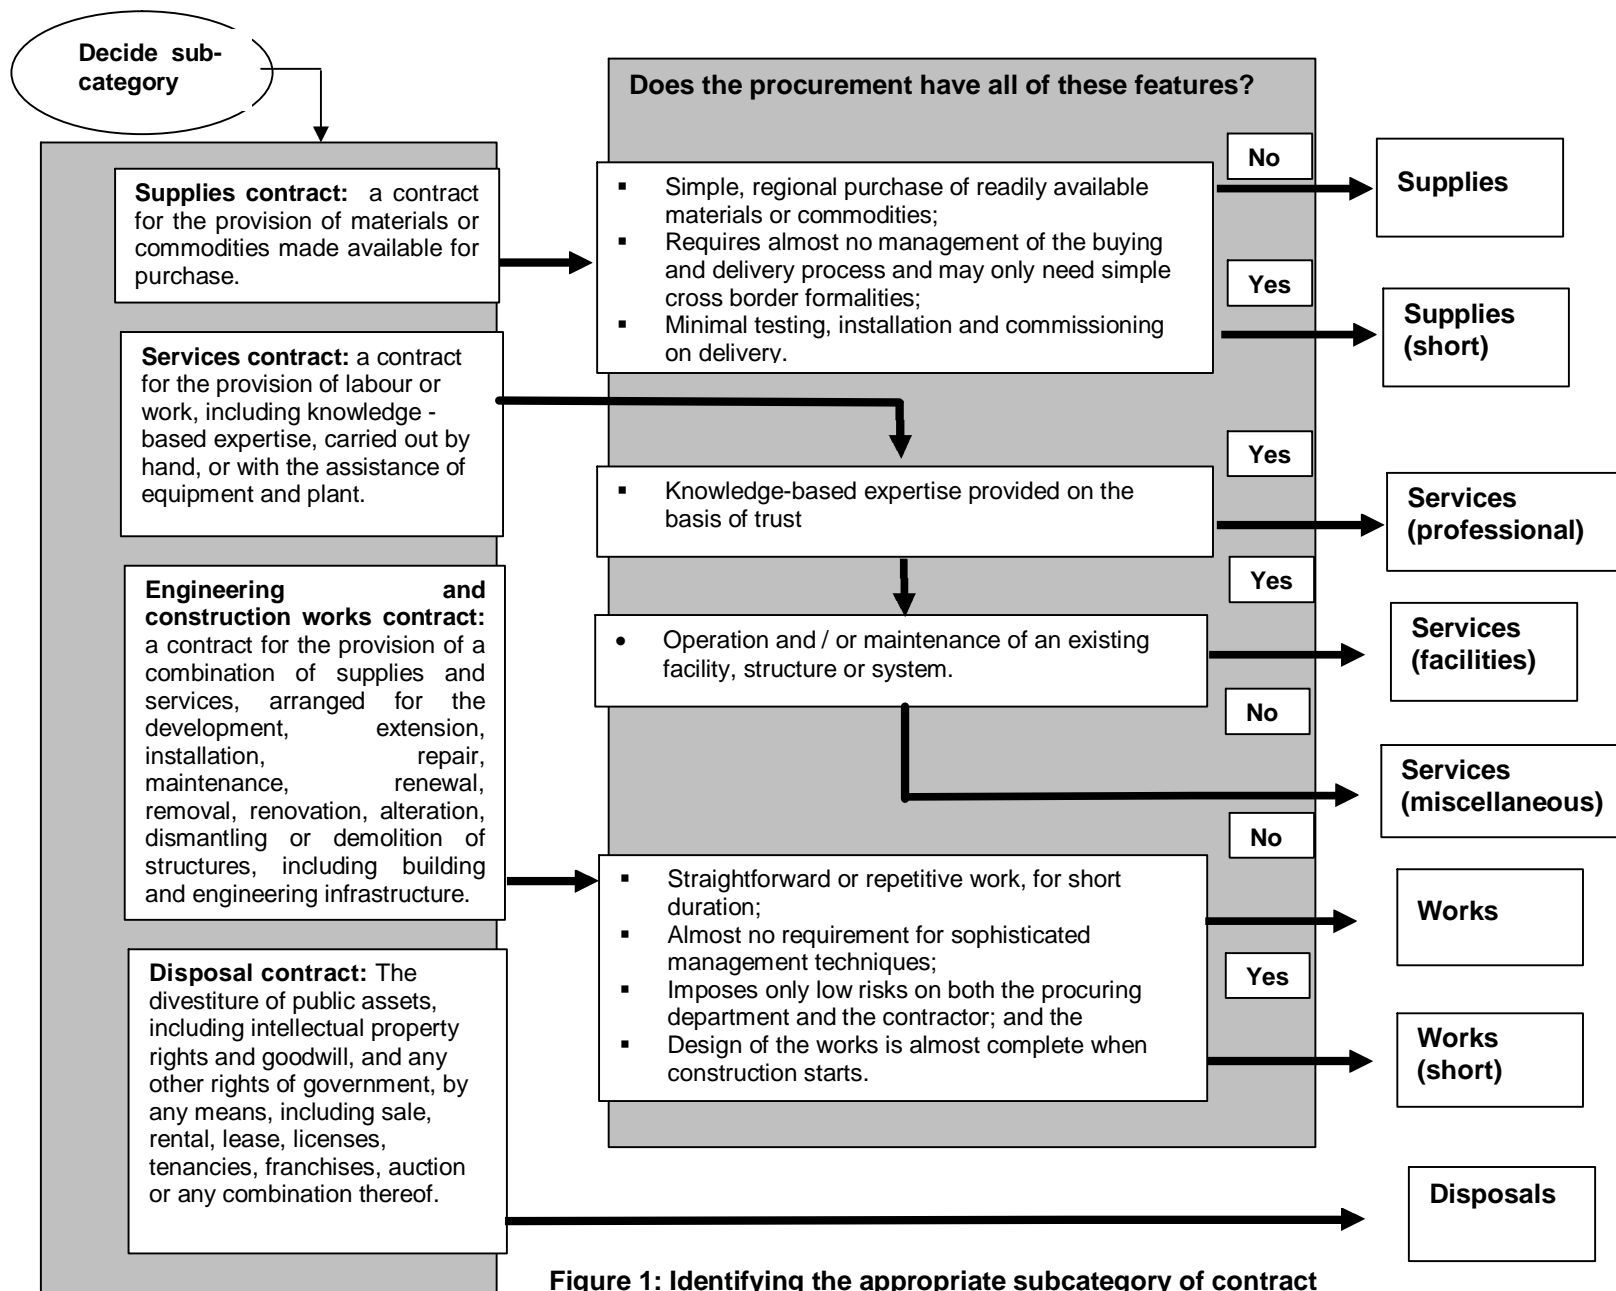 Decide sub-
category
Does the procurement have all of these features?
Supplies contract: a contract
for the provision of materials or
commodities made available for
purchase.
▪ Simple, regional purchase of readily available
materials or commodities;
▪ Requires almost no management of the buying
and delivery process and may only need simple
cross border formalities;
▪ Minimal testing, installation and commissioning
on delivery.
No
Supplies
Yes
Supplies
(short)
Services contract: a contract
for the provision of labour or
work, including knowledge -
based expertise, carried out by
hand, or with the assistance of
equipment and plant.
▪ Knowledge-based expertise provided on the
basis of trust
Yes
Services
(professional)
• Operation and / or maintenance of an existing
facility, structure or system.
Yes
Services
(facilities)
No
Services
(miscellaneous)
Engineering and
construction works contract:
a contract for the provision of a
combination of supplies and
services, arranged for the
development, extension,
installation, repair,
maintenance, renewal,
removal, renovation, alteration,
dismantling or demolition of
structures, including building
and engineering infrastructure.
▪ Straightforward or repetitive work, for short
duration;
▪ Almost no requirement for sophisticated
management techniques;
▪ Imposes only low risks on both the procuring
department and the contractor; and the
▪ Design of the works is almost complete when
construction starts.
No
Works
Yes
Works
(short)
Disposal contract: The
divestiture of public assets,
including intellectual property
rights and goodwill, and any
other rights of government, by
any means, including sale,
rental, lease, licenses,
tenancies, franchises, auction
or any combination thereof.
Disposals
Figure 1: Identifying the appropriate subcategory of contract